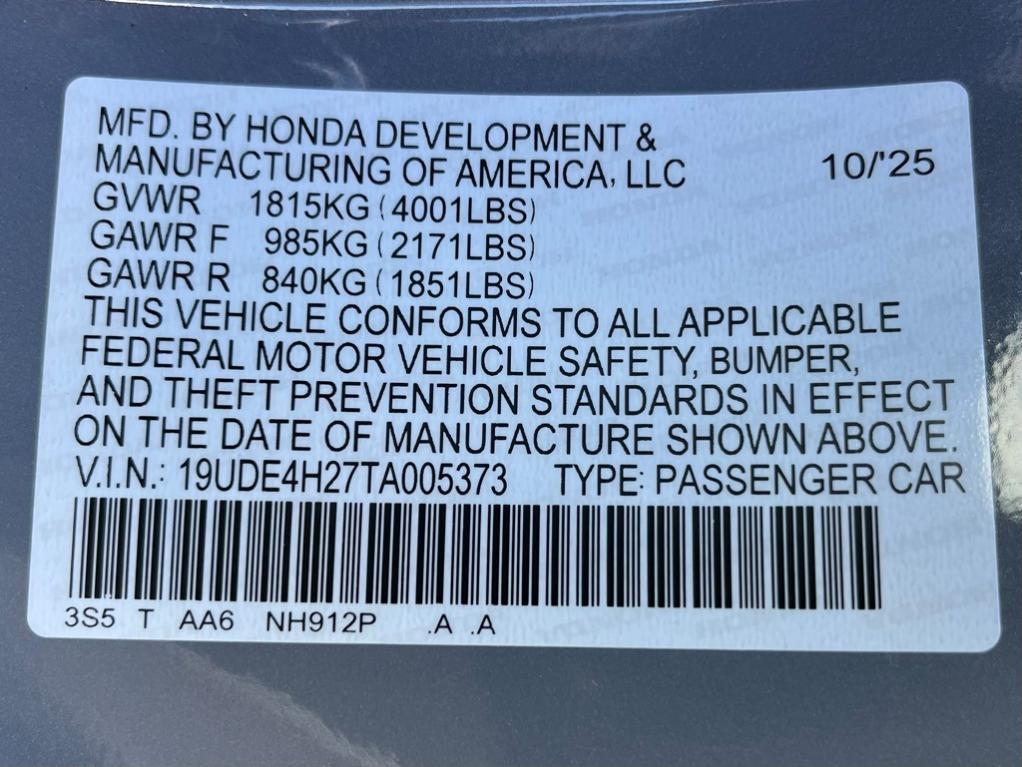 MFD. BY HONDA DEVELOPMENT &
MANUFACTURING OF AMERICA, LLC 10/'25
GVWR 1815KG (4001LBS)
GAWR F 985KG (2171LBS)
GAWR R 840KG (1851LBS)
THIS VEHICLE CONFORMS TO ALL APPLICABLE
FEDERAL MOTOR VEHICLE SAFETY, BUMPER,
AND THEFT PREVENTION STANDARDS IN EFFECT
ON THE DATE OF MANUFACTURE SHOWN ABOVE.
V.I.N.: 19UDE4H27TA005373 TYPE: PASSENGER CAR
3S5 T AA6 NH912P .A .A